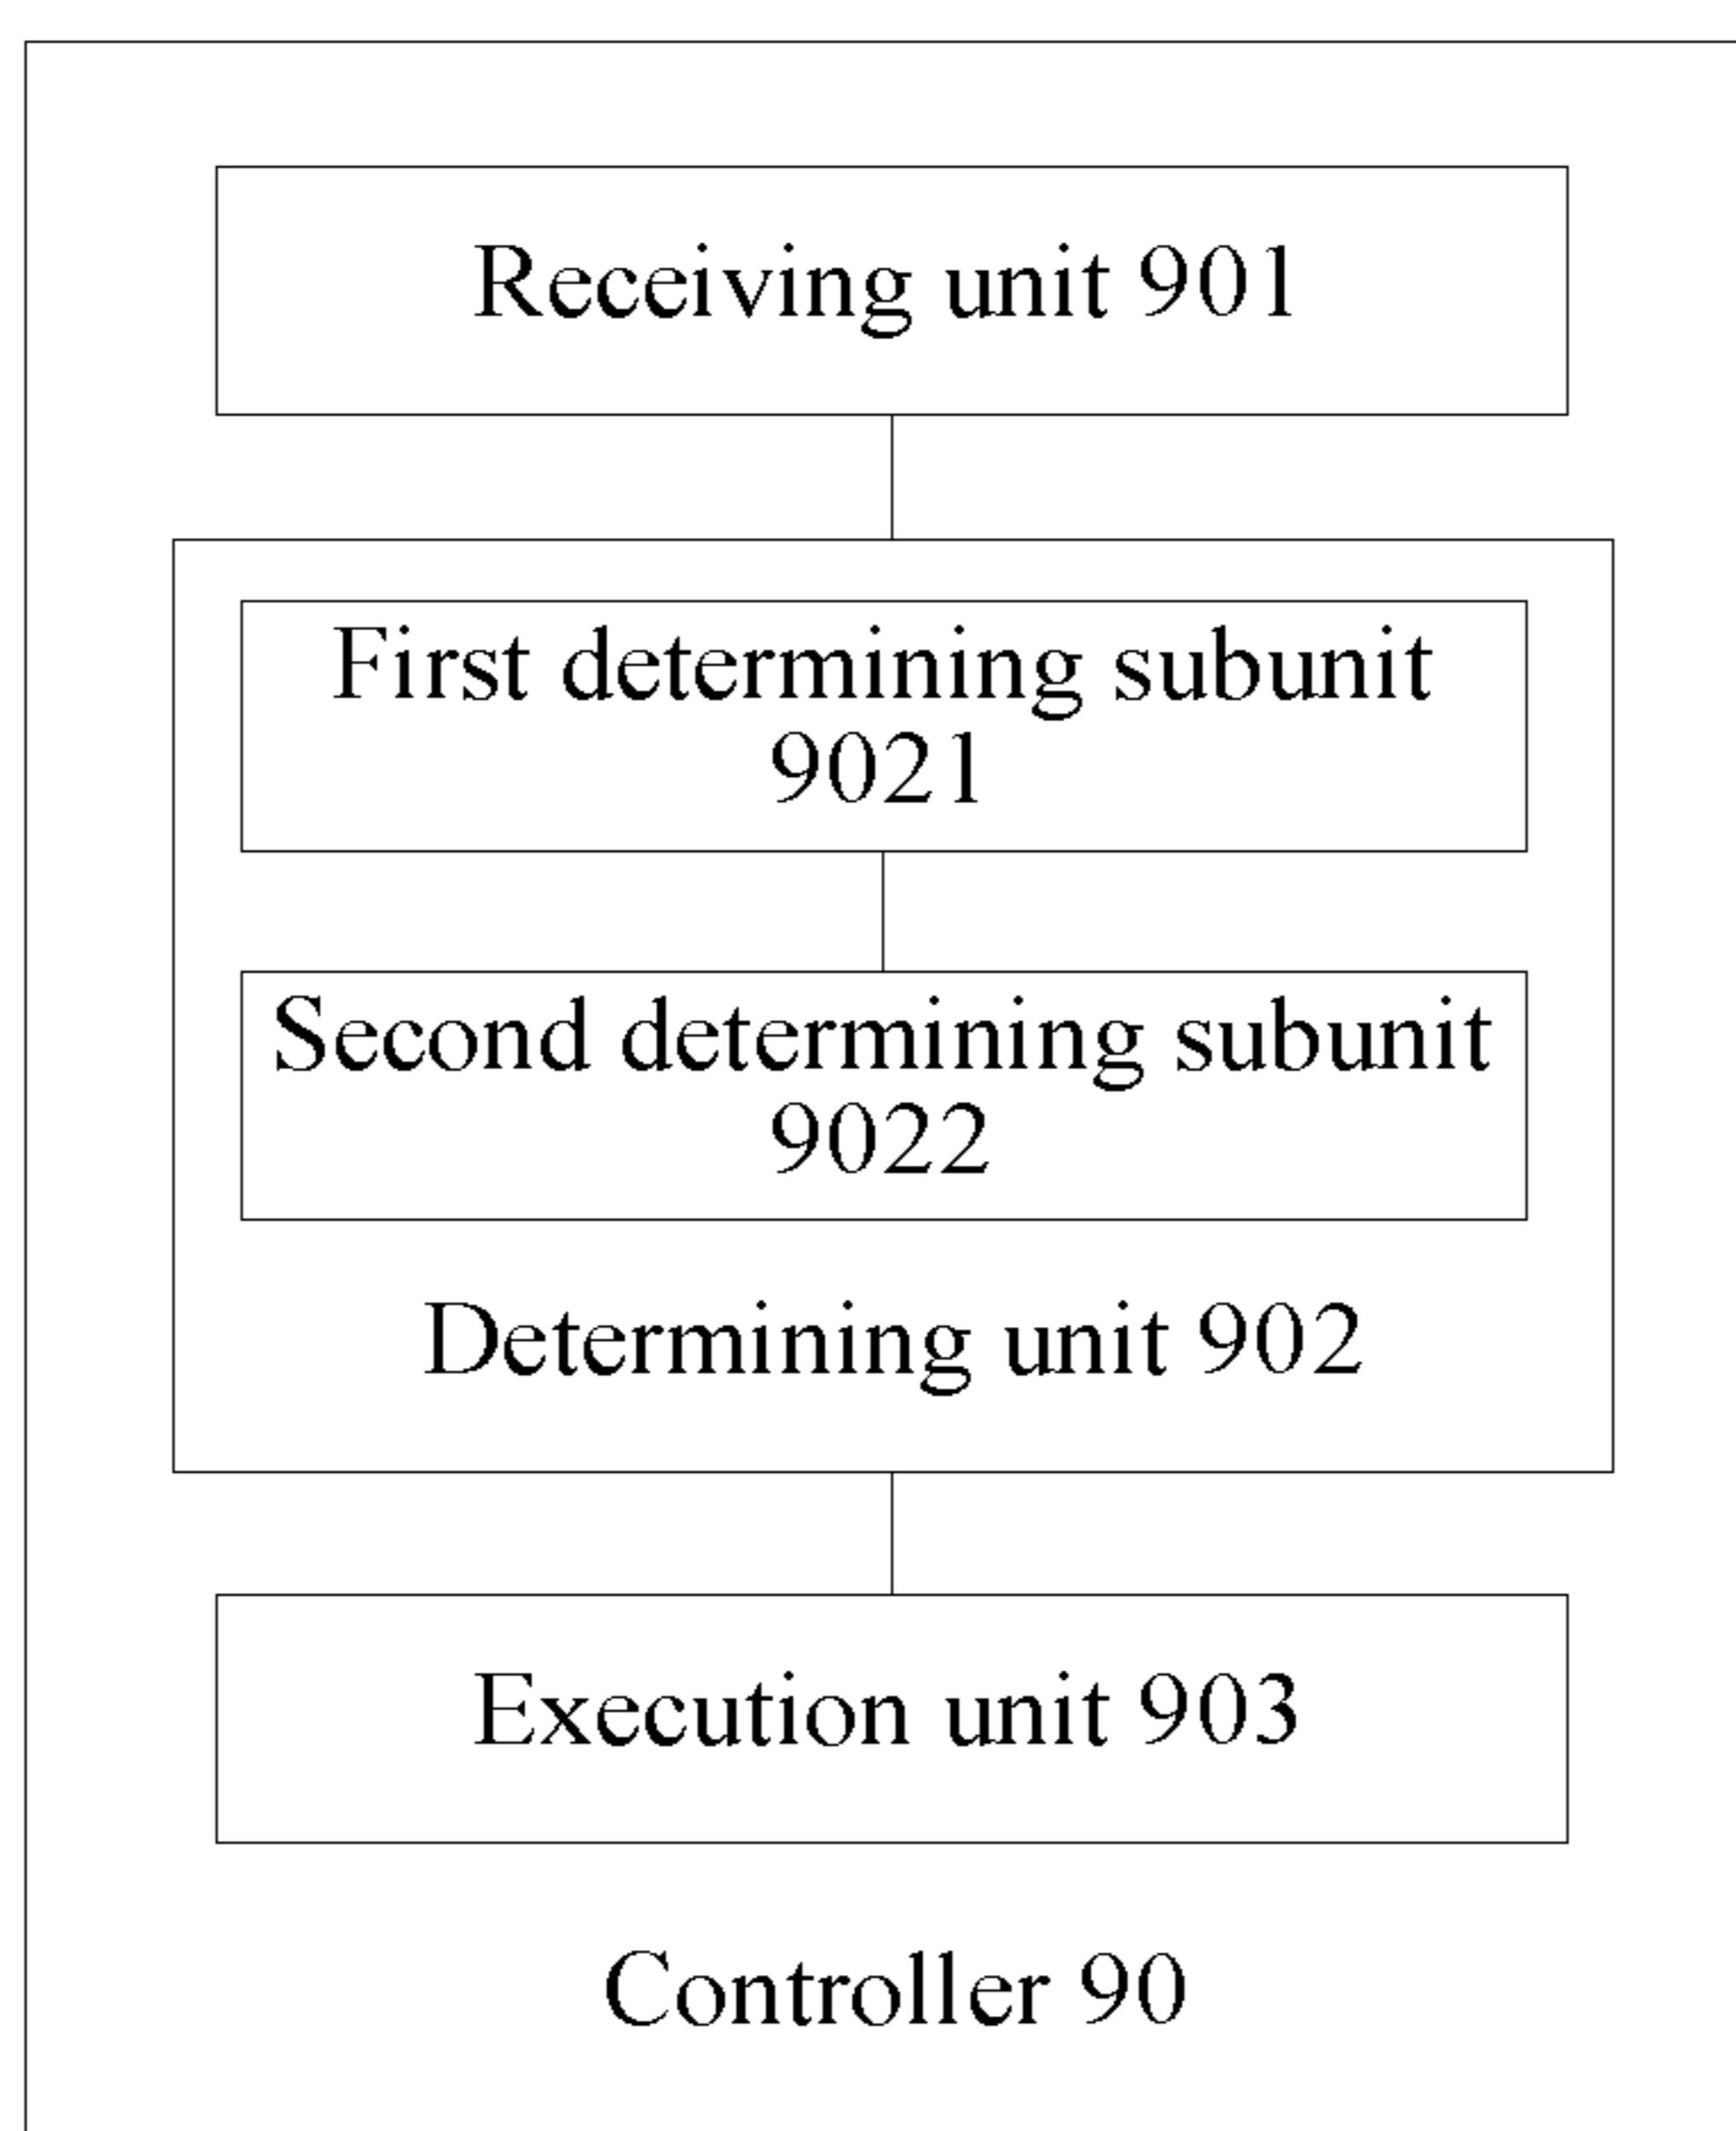 Receiving unit 901
First determining subunit
9021
Second determining subunit
9022
Determining unit 902
Execution unit 903
Controller 90